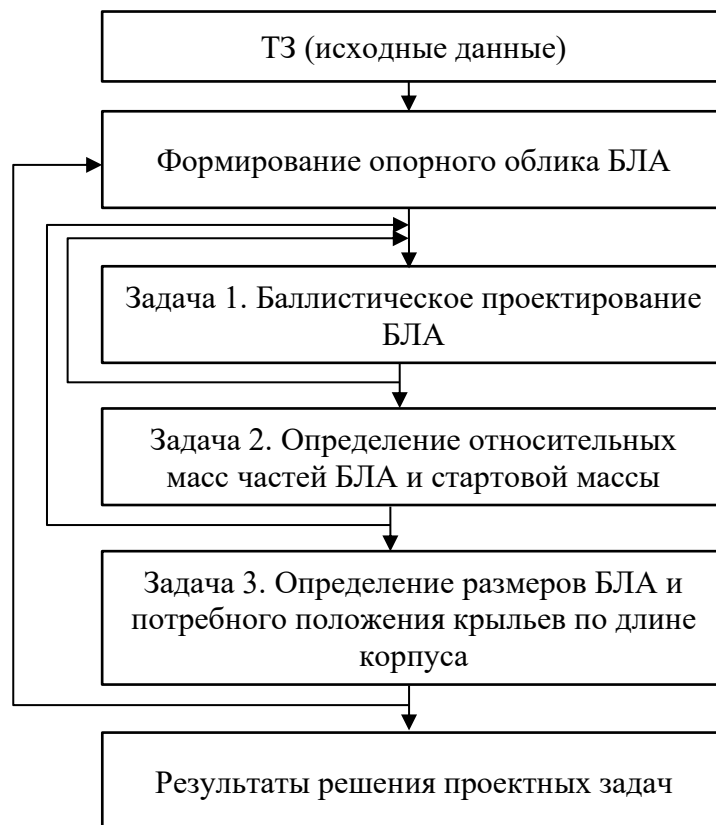 ТЗ (исходные данные)
Формирование опорного облика БЛА
Задача 1. Баллистическое проектирование
БЛА
Задача 2. Определение относительных
масс частей БЛА и стартовой массы
Задача 3. Определение размеров БЛА и
потребного положения крыльев по длине
корпуса
Результаты решения проектных задач